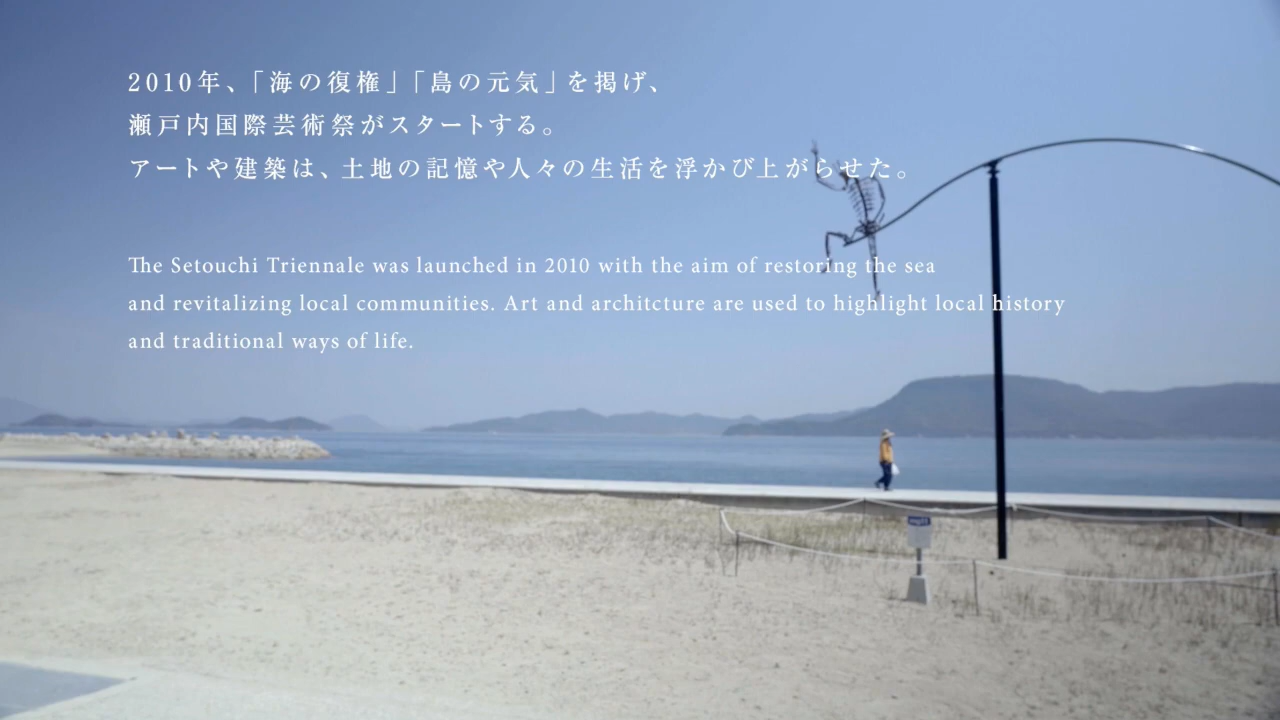 2010年、「海の復権」「島の元気」を掲げ、
瀬戸内国際芸術祭がスタートする。
アートや建築は、土地の記憶や人々の生活を浮かび上がらせた。
The Setouchi Triennale was launched in 2010 with the aim of restoring the sea
and revitalizing local communities. Art and architcture are used to highlight local history
and traditional ways of life.